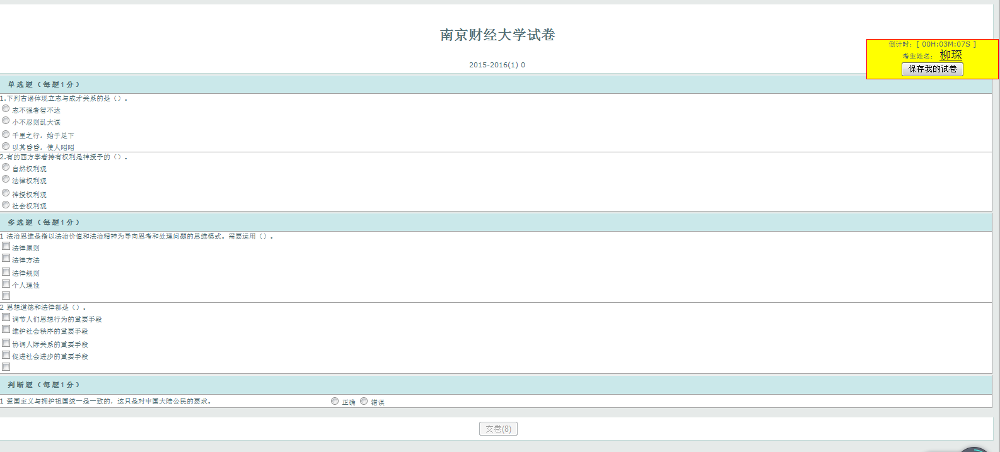 南京财经大学试卷
倒计时：[ 00H:03M:07S ]
考生姓名： 柳琛
保存我的试卷
2015-2016(1) 0
单选题（每题1分）
1.下列古语体现立志与成才关系的是（）.
志不强者智不达
小不忍则乱大谋
千里之行，始于足下
以其昏昏，使人昭昭
2.有的西方学者持有权利是神授予的（）.
自然权利观
法律权利观
神授权利观
社会权利观
多选题（每题1分）
1 法治思维是指以法治价值和法治精神为导向思考和处理问题的思维模式。需要运用（）.
法律原则
法律方法
法律规则
个人理性
2 思想道德和法律都是（）.
调节人们思想行为的重要手段
维护社会秩序的重要手段
协调人际关系的重要手段
促进社会进步的重要手段
判断题（每题1分）
1 爱国主义与拥护祖国统一是一致的，这只是对中国大陆公民的要求。 正确 错误
交卷(8)